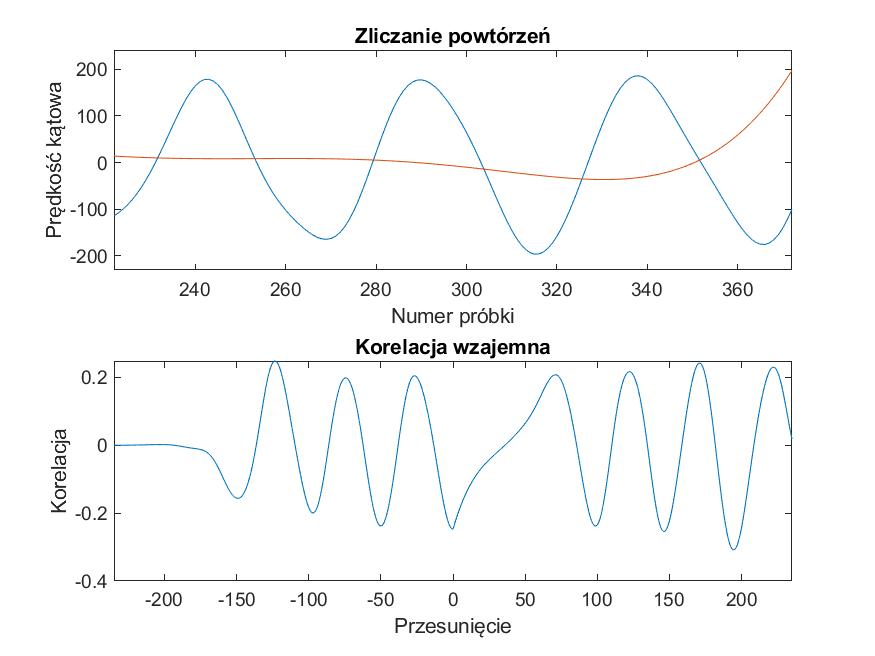 Zliczanie powtórzeń
200
100
0
-100
-200
Prędkość kątowa
240 260 280 300 320 340 360
Numer próbki
Korelacja wzajemna
0.2
0
-0.2
-0.4
Korelacja
-200 -150 -100 -50 0 50 100 150 200
Przesunięcie